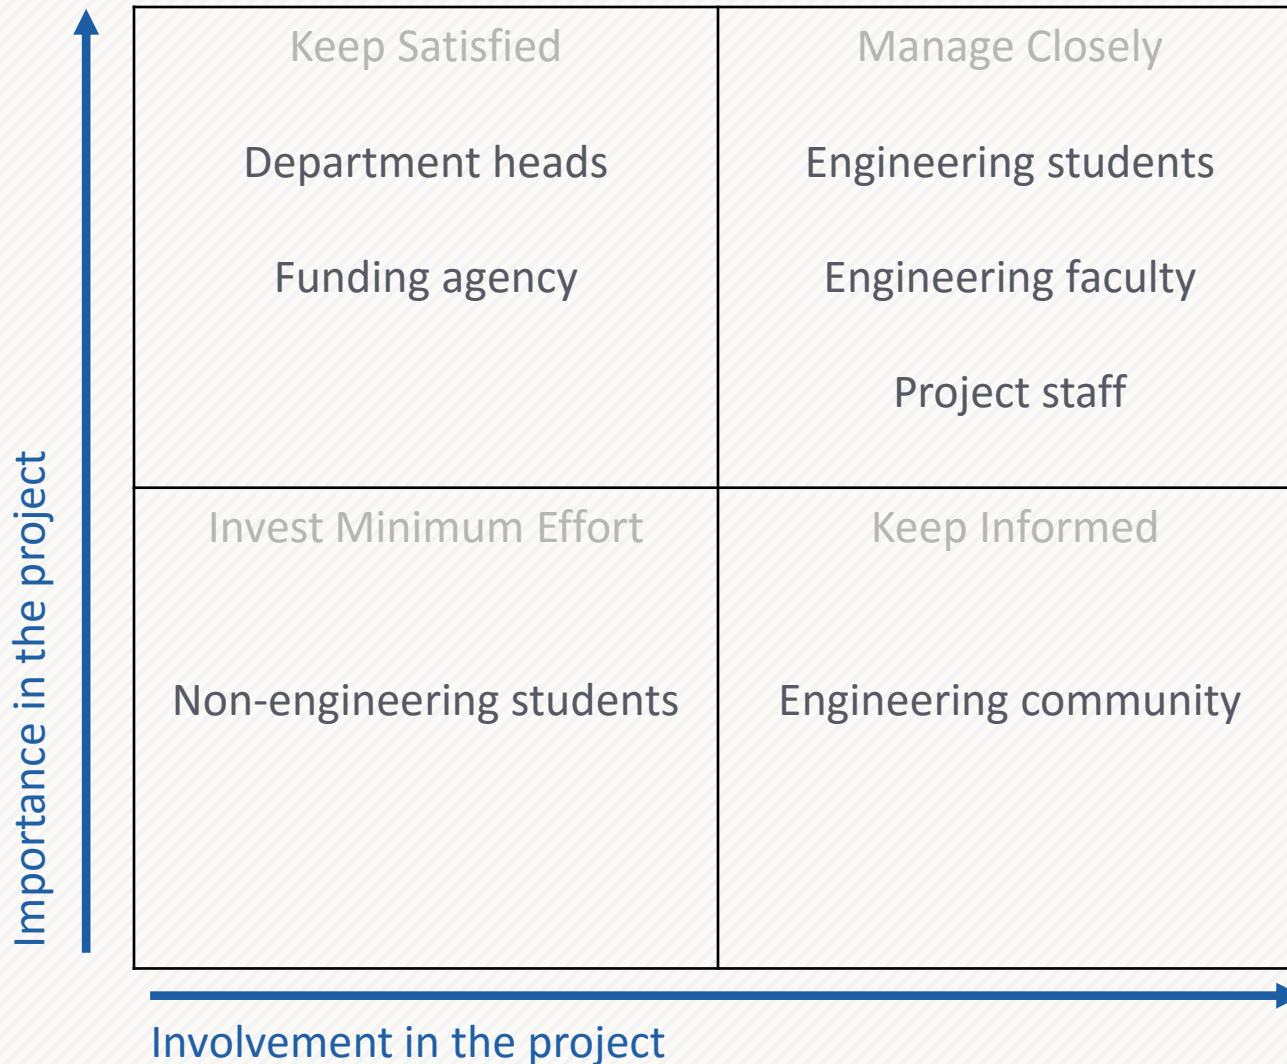 Keep Satisfied
Department heads
Funding agency
Manage Closely
Engineering students
Engineering faculty
Project staff
Invest Minimum Effort
Non-engineering students
Keep Informed
Engineering community
Importance in the project
Involvement in the project